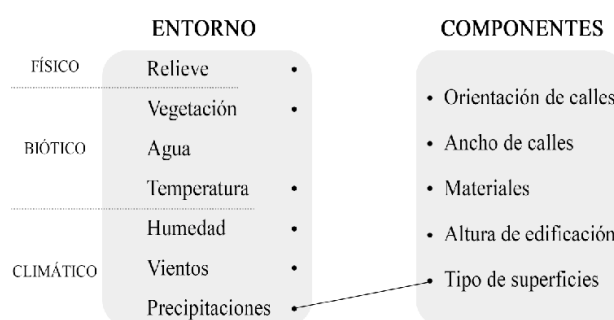 ENTORNO
COMPONENTES
FÍSICO
Relieve
Vegetación
BIÓTICO
Agua
Temperatura
Humedad
CLIMÁTICO
Vientos
Precipitaciones
Orientación de calles
Ancho de calles
Materiales
Altura de edificación
Tipo de superficies